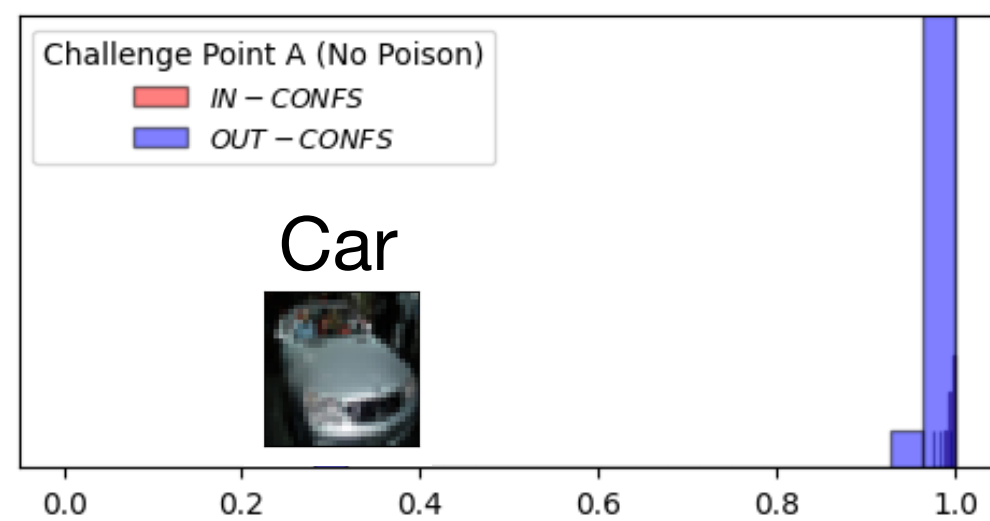 Challenge Point A (No Poison)
IN – CONFS
OUT – CONFS
Car
0.0 0.2 0.4 0.6 0.8 1.0